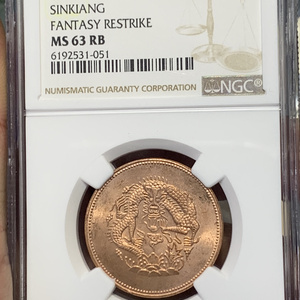 SINKIANG
FANTASY RESTRIKE
MS 63 RB
6192531-051
NUMISMATIC GUARANTY CORPORATION
NGC